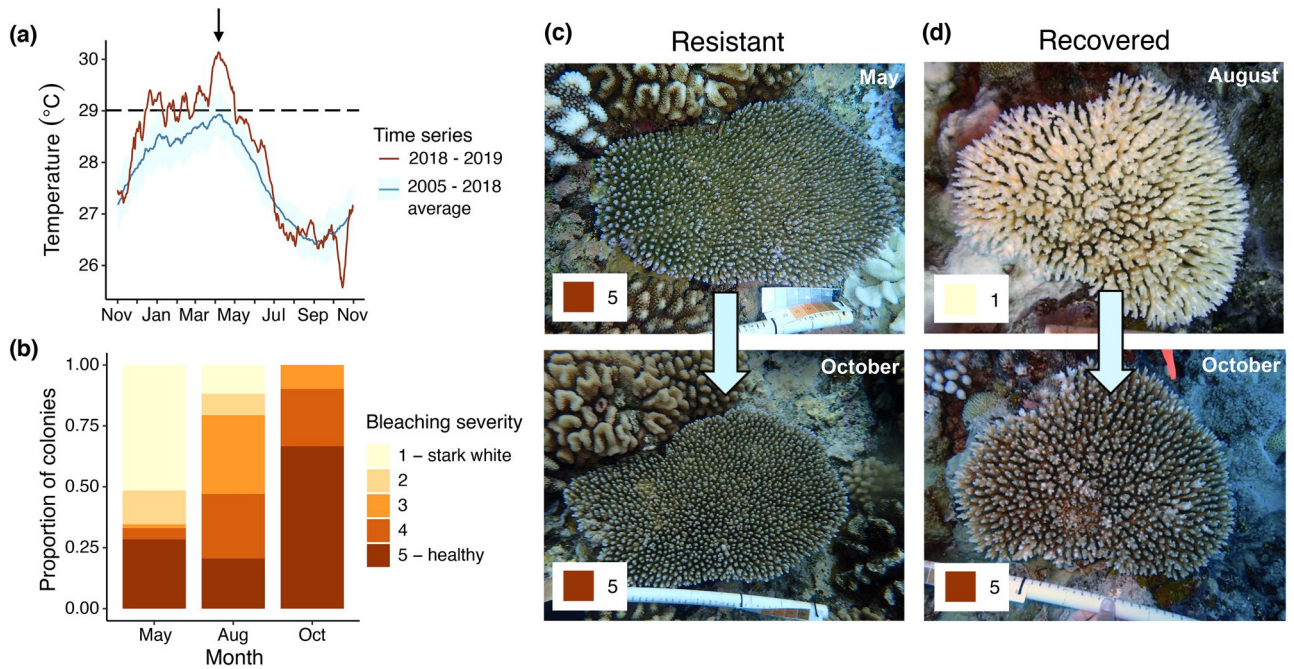 (a)
Temperature (°C)
30
29
28
27
26
Nov Jan Mar May Jul Sep Nov
Time series
2018 - 2019
2005 - 2018
average
(b)
Proportion of colonies
1.00
0.75
0.50
0.25
0.00
May Aug Oct
Month
Bleaching severity
1 – stark white
2
3
4
5 – healthy
(c)
Resistant
May
5
October
5
(d)
Recovered
August
1
October
5